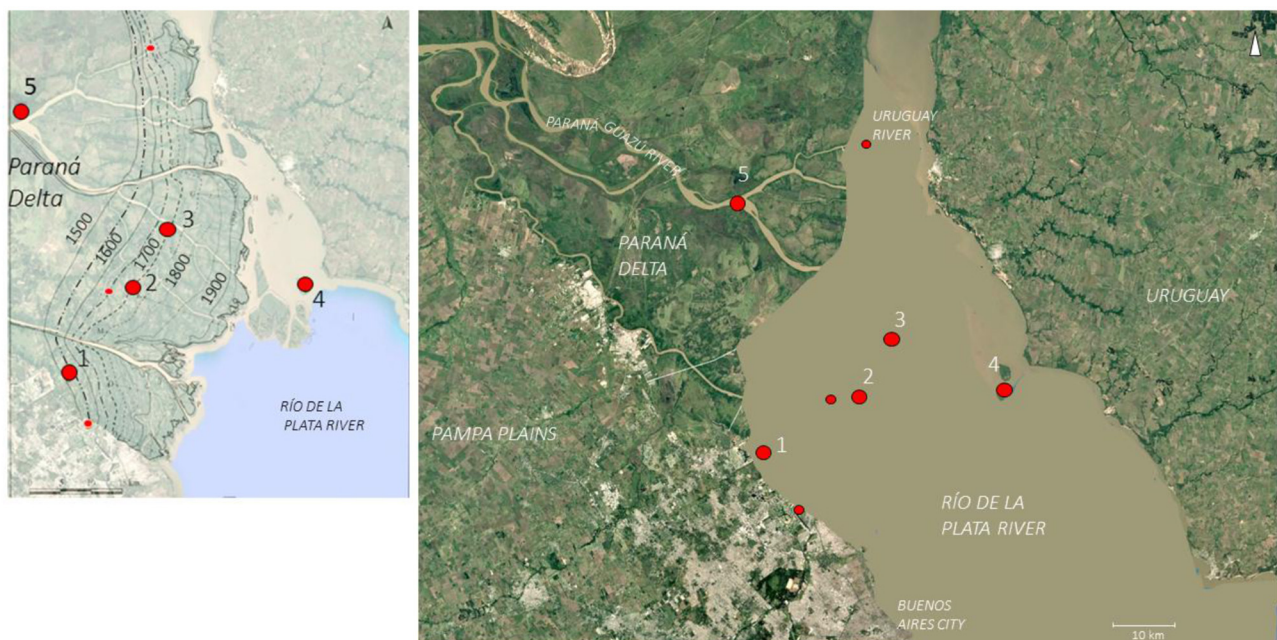 5
Paraná
Delta
1500
1600
1700
1800
1900
3
2
4
1
RÍO DE LA
PLATA RIVER
PARANÁ GUAZÚ RIVER
URUGUAY
RIVER
5
PARANÁ
DELTA
URUGUAY
3
2
4
PAMPA PLAINS
1
RÍO DE LA
PLATA RIVER
BUENOS
AIRES CITY
10 km